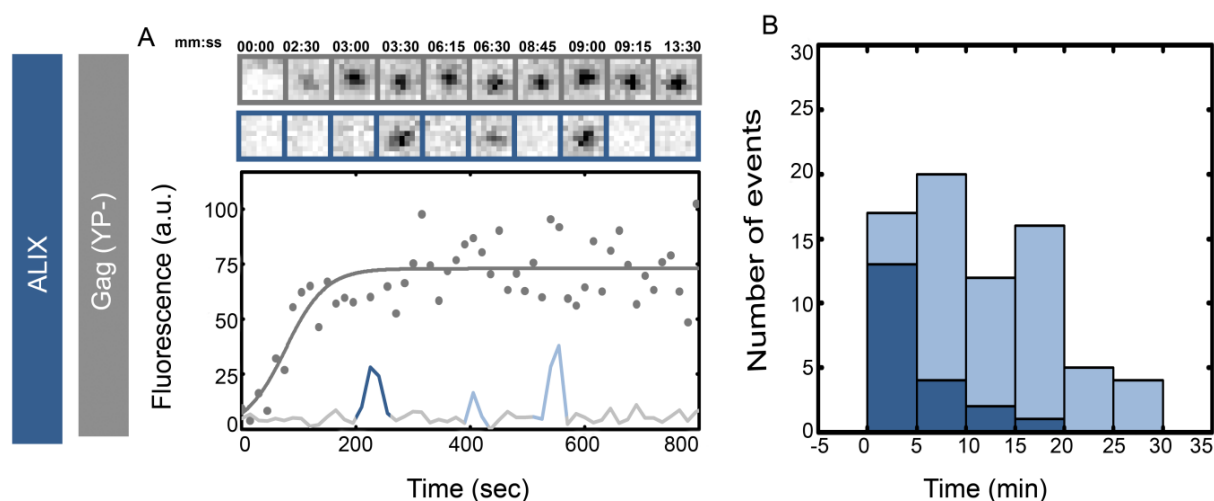 A
mm:ss 00:00 02:30 03:00 03:30 06:15 06:30 08:45 09:00 09:15 13:30
ALIX
Gag (YP-)
Fluorescence (a.u.)
100
75
50
25
0
0 200 400 600 800
Time (sec)
B
Number of events
30
25
20
15
10
5
0
-5 0 5 10 15 20 25 30 35
Time (min)